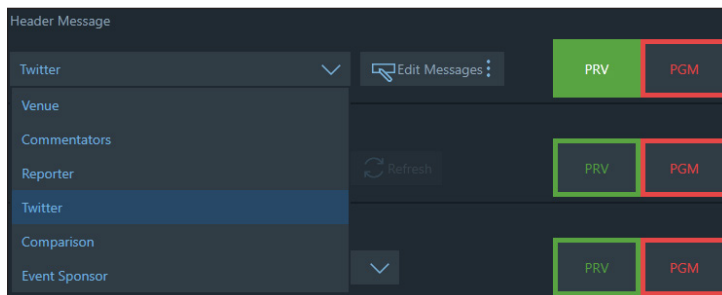 Header Message
Twitter
Edit Messages
PRV
PGM
Venue
Commentators
Reporter
Refresh
PRV
PGM
Twitter
Comparison
Event Sponsor
PRV
PGM